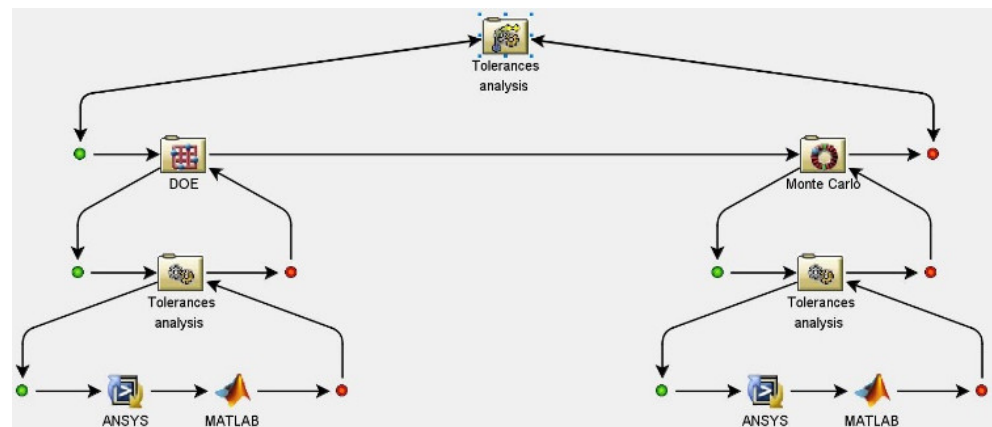 Tolerances
analysis
DOE
Monte Carlo
Tolerances
analysis
Tolerances
analysis
ANSYS
MATLAB
ANSYS
MATLAB